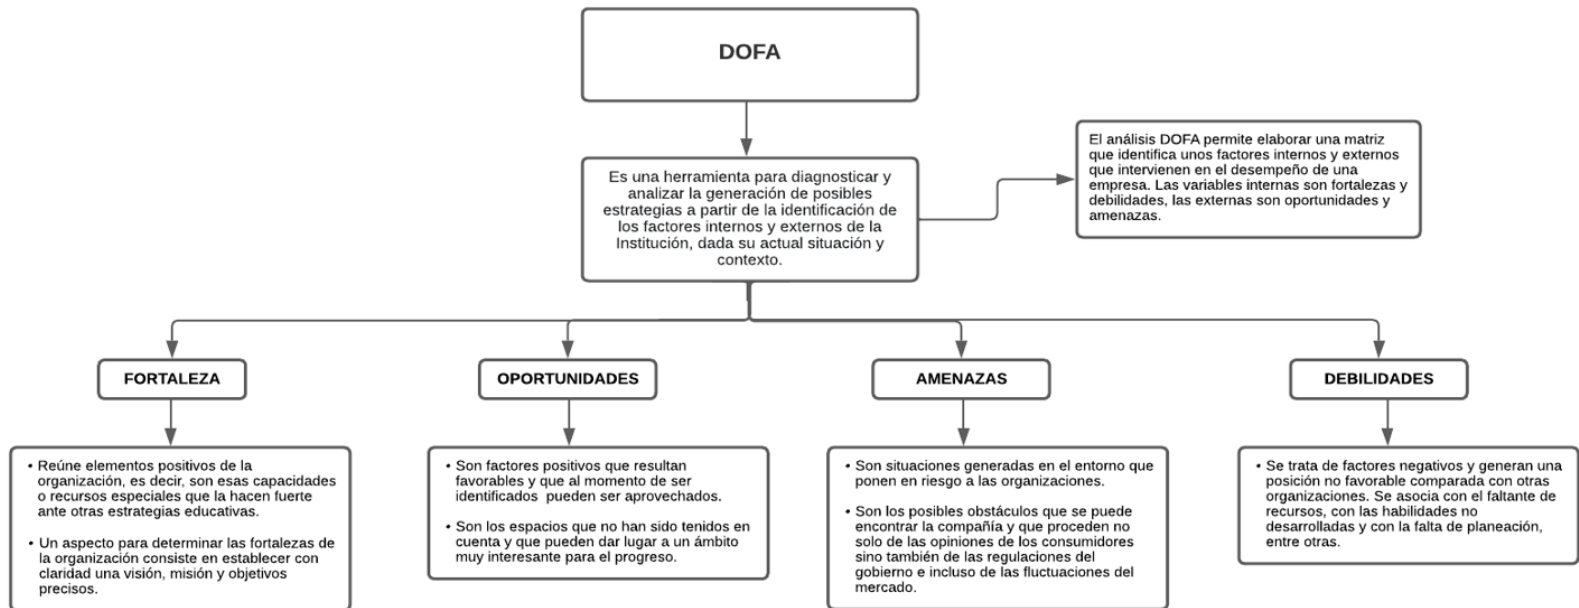 DOFA
Es una herramienta para diagnosticar y
analizar la generación de posibles
estrategias a partir de la identificación de
los factores internos y externos de la
Institución, dada su actual situación y
contexto.
El análisis DOFA permite elaborar una matriz
que identifica unos factores internos y externos
que intervienen en el desempeño de una
empresa. Las variables internas son fortalezas y
debilidades, las externas son oportunidades y
amenazas.
FORTALEZA
• Reúne elementos positivos de la
organización, es decir, son esas capacidades
o recursos especiales que la hacen fuerte
ante otras estrategias educativas.
• Un aspecto para determinar las fortalezas de
la organización consiste en establecer con
claridad una visión, misión y objetivos
precisos.
OPORTUNIDADES
• Son factores positivos que resultan
favorables y que al momento de ser
identificados pueden ser aprovechados.
• Son los espacios que no han sido tenidos en
cuenta y que pueden dar lugar a un ámbito
muy interesante para el progreso.
AMENAZAS
• Son situaciones generadas en el entorno que
ponen en riesgo a las organizaciones.
• Son los posibles obstáculos que se puede
encontrar la compañía y que proceden no
solo de las opiniones de los consumidores
sino también de las regulaciones del
gobierno e incluso de las fluctuaciones del
mercado.
DEBILIDADES
• Se trata de factores negativos y generan una
posición no favorable comparada con otras
organizaciones. Se asocia con el faltante de
recursos, con las habilidades no
desarrolladas y con la falta de planeación,
entre otras.